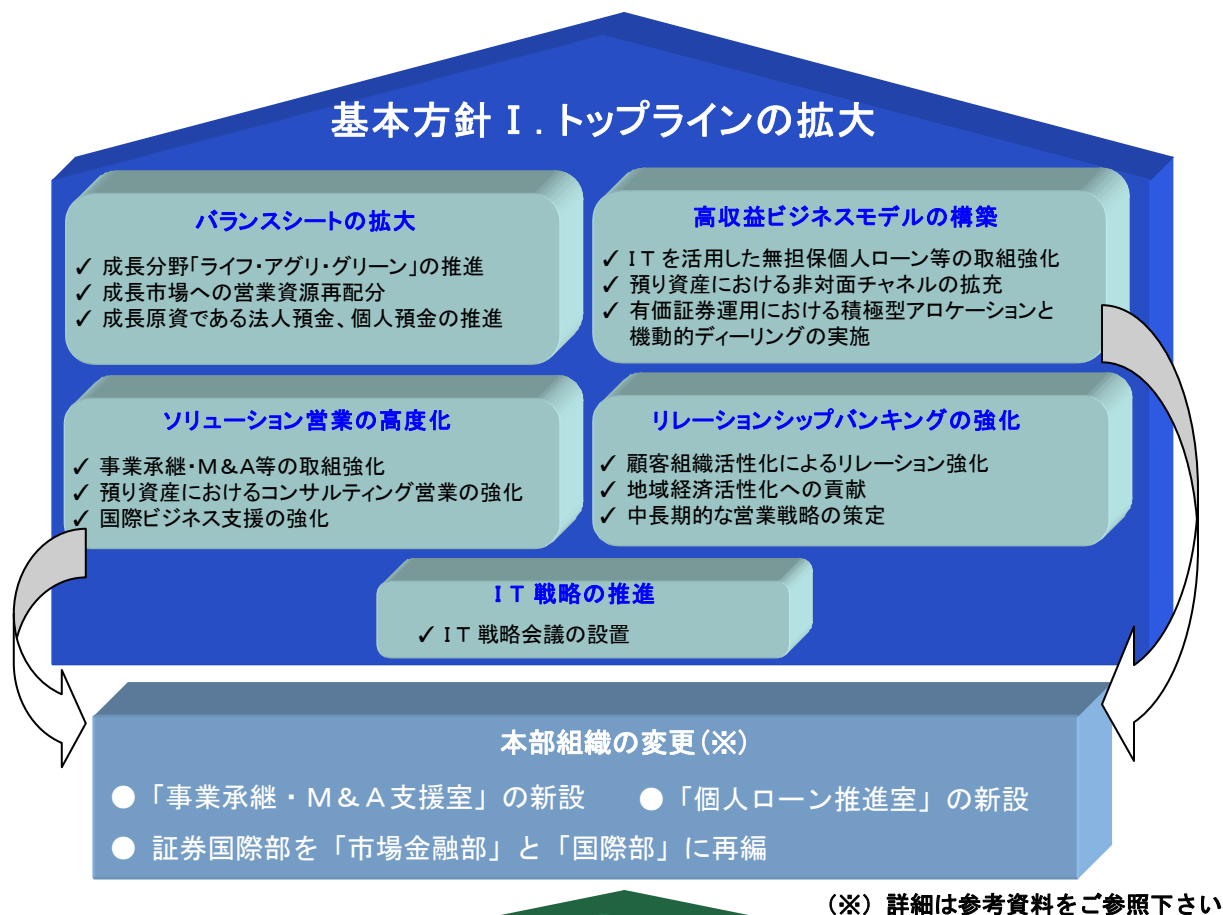 基本方針Ⅰ.トップラインの拡大
バランスシートの拡大
✓ 成長分野「ライフ・アグリ・グリーン」の推進
✓ 成長市場への営業資源再配分
✓ 成長原資である法人預金、個人預金の推進
高収益ビジネスモデルの構築
✓ ITを活用した無担保個人ローン等の取組強化
✓ 預り資産における非対面チャネルの拡充
✓ 有価証券運用における積極型アロケーションと
機動的ディーリングの実施
ソリューション営業の高度化
✓ 事業承継・M&A等の取組強化
✓ 預り資産におけるコンサルティング営業の強化
✓ 国際ビジネス支援の強化
リレーションシップバンキングの強化
✓ 顧客組織活性化によるリレーション強化
✓ 地域経済活性化への貢献
✓ 中長期的な営業戦略の策定
IT戦略の推進
✓ IT戦略会議の設置
本部組織の変更(※)
● 「事業承継・M&A支援室」の新設 ● 「個人ローン推進室」の新設
● 証券国際部を「市場金融部」と「国際部」に再編
(※) 詳細は参考資料をご参照下さい